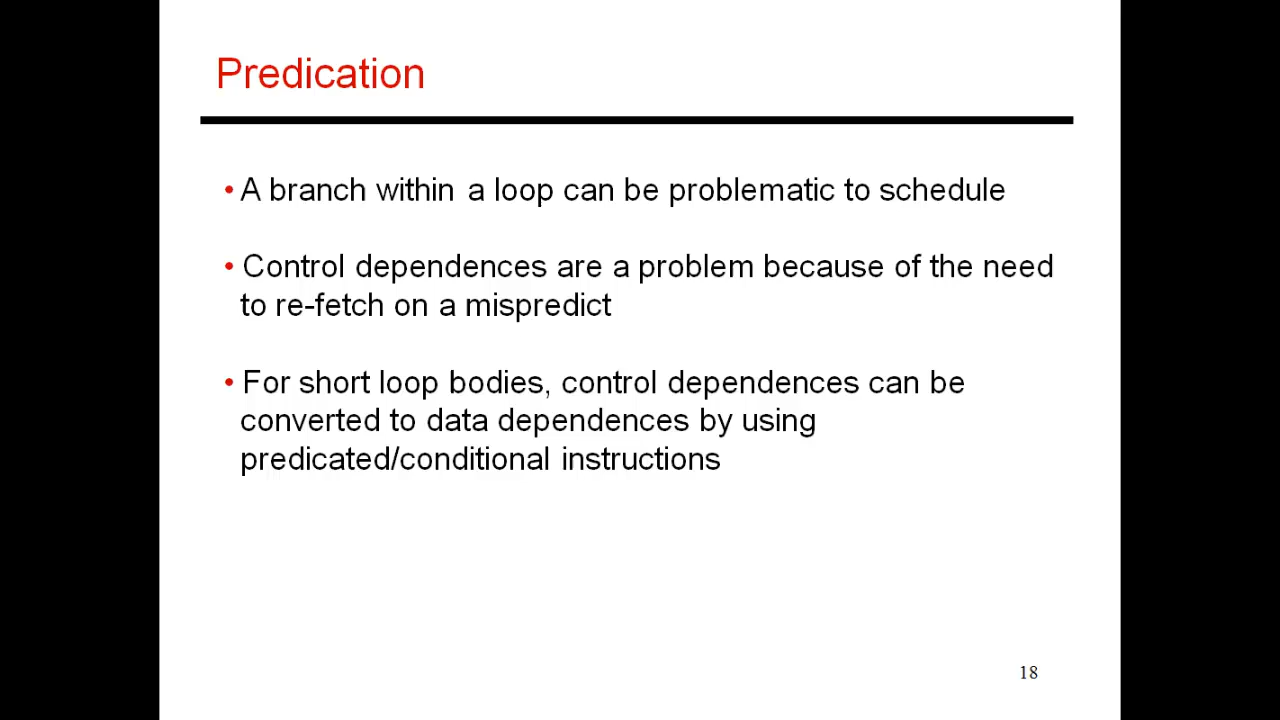 Predication
• A branch within a loop can be problematic to schedule
• Control dependences are a problem because of the need
to re-fetch on a mispredict
• For short loop bodies, control dependences can be
converted to data dependences by using
predicated/conditional instructions
18